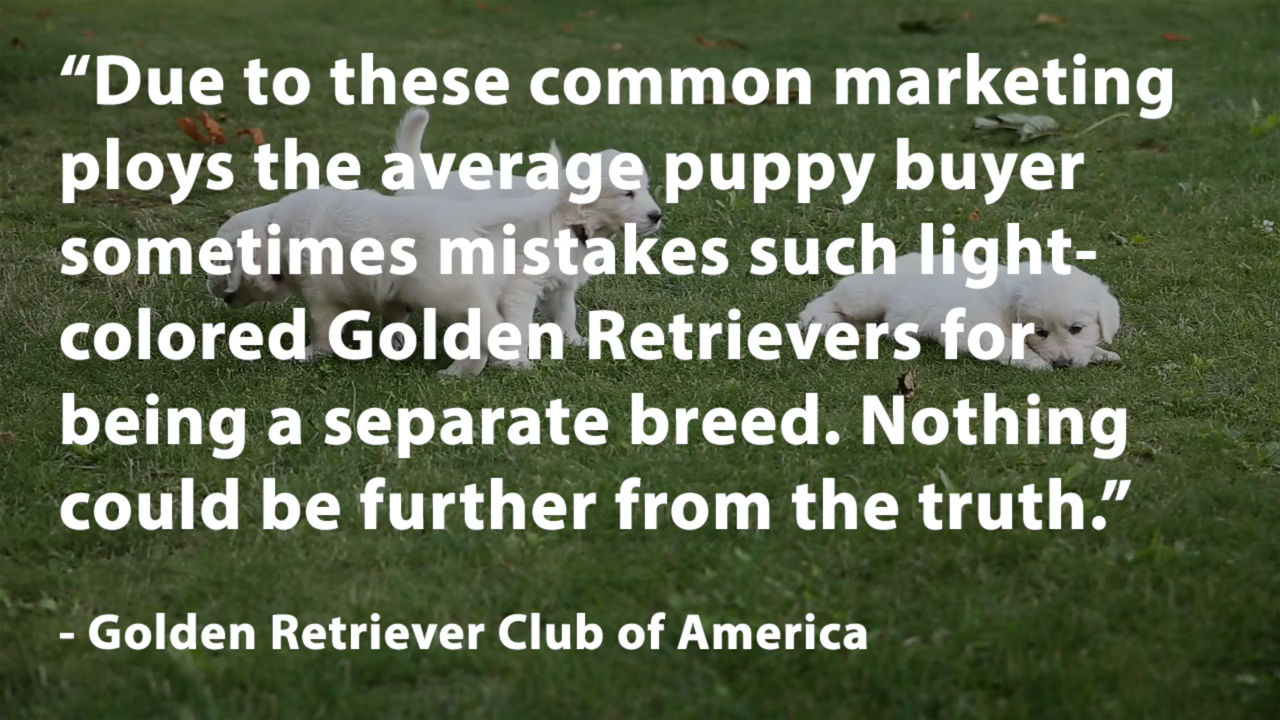 “Due to these common marketing
ploys the average puppy buyer
sometimes mistakes such light-
colored Golden Retrievers for
being a separate breed. Nothing
could be further from the truth.”
- Golden Retriever Club of America